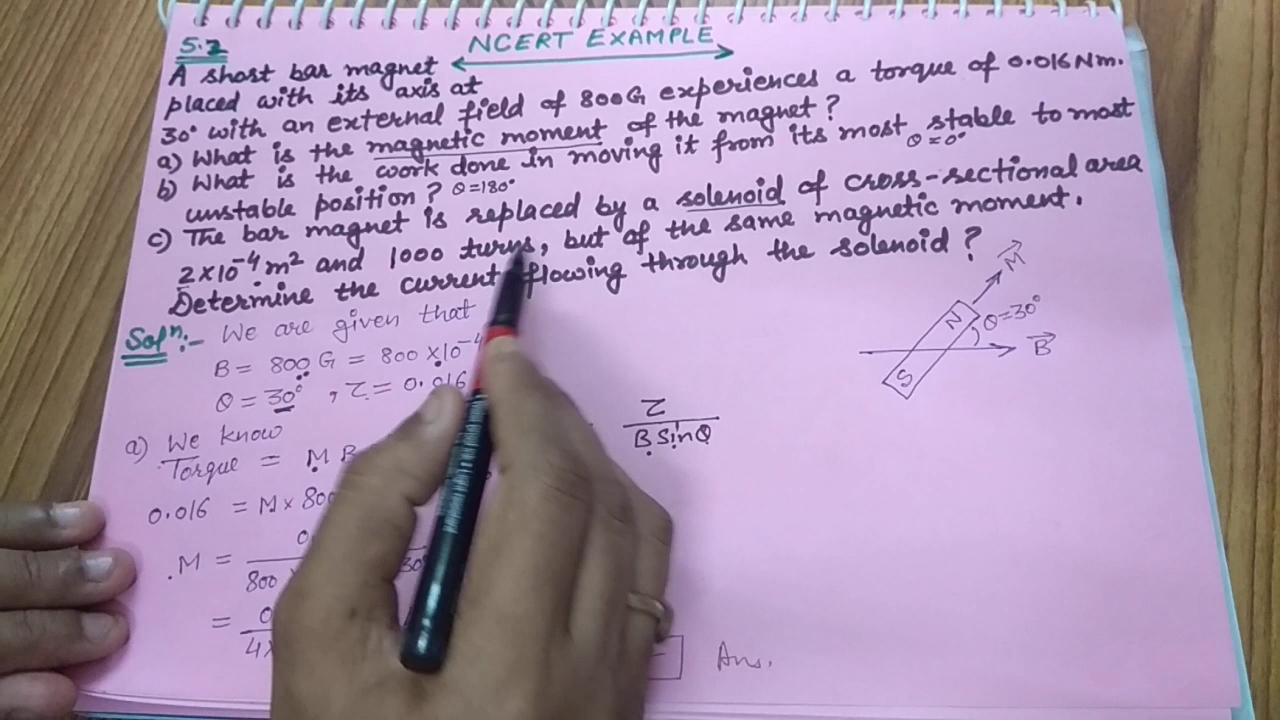 5.2
NCERT EXAMPLE
A short bar magnet
placed with its axis at
30° with an external field of 800G experiences a torque of 0.016Nm.
a) What is the magnetic moment of the magnet?
b) What is the work done in moving it from its most stable to most
θ=0°
unstable position? θ=180°
c) The bar magnet is replaced by a solenoid of cross-sectional area
2×10⁻⁴m² and 1000 turns, but of the same magnetic moment.
Determine the current flowing through the solenoid?
Solⁿ:- We are given that
B = 800 G = 800 ×10⁻⁴
θ = 30°, τ = 0.016
a) We know
Torque = M B
τ
B Sinθ
0.016 = M × 800
M =
800
=
4×
Ans.
M⃗
N
θ=30°
B⃗
S